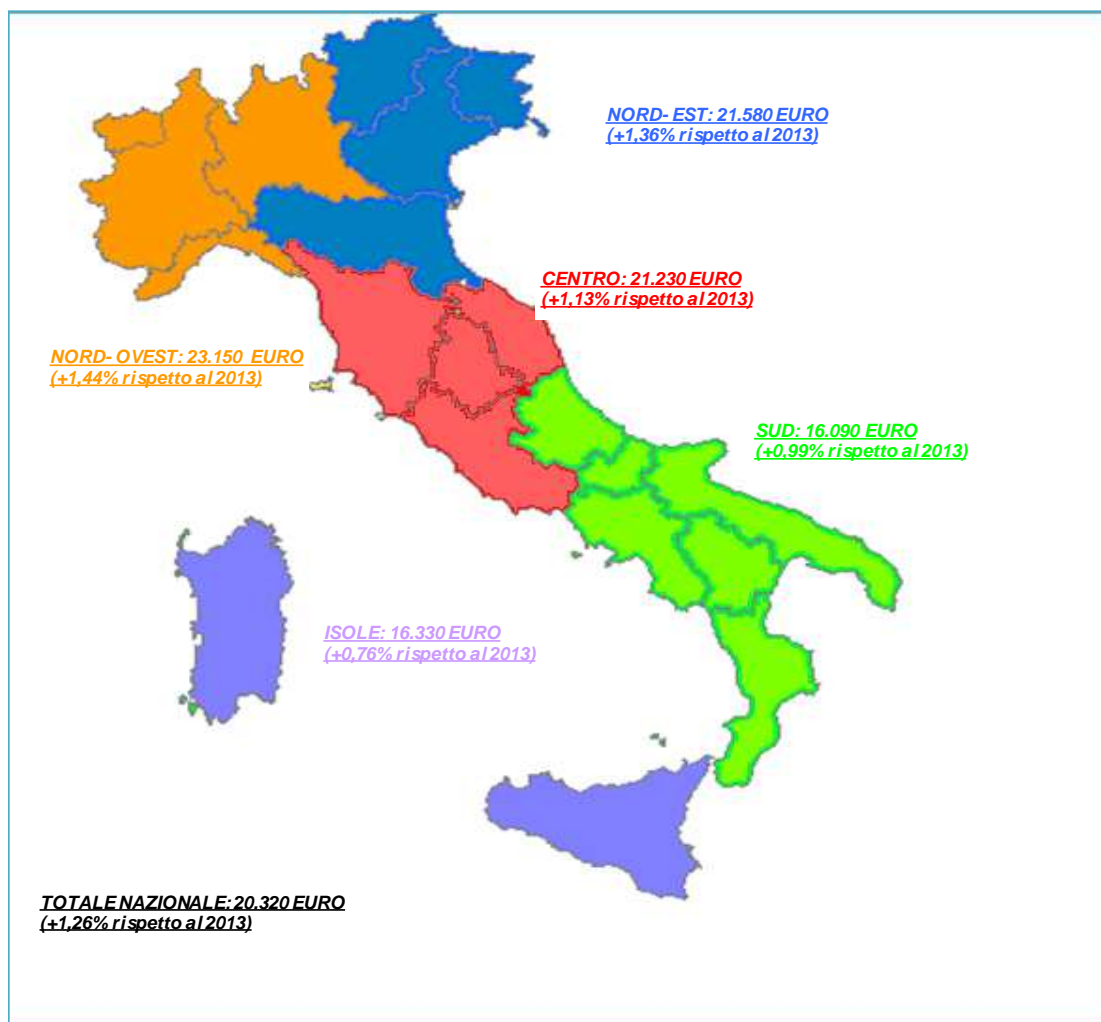 NORD- EST: 21.580 EURO
(+1,36% rispetto al 2013)
CENTRO: 21.230 EURO
(+1,13% rispetto al 2013)
NORD- OVEST: 23.150 EURO
(+1,44% rispetto al 2013)
SUD: 16.090 EURO
(+0,99% rispetto al 2013)
ISOLE: 16.330 EURO
(+0,76% rispetto al 2013)
TOTALE NAZIONALE: 20.320 EURO
(+1,26% rispetto al 2013)